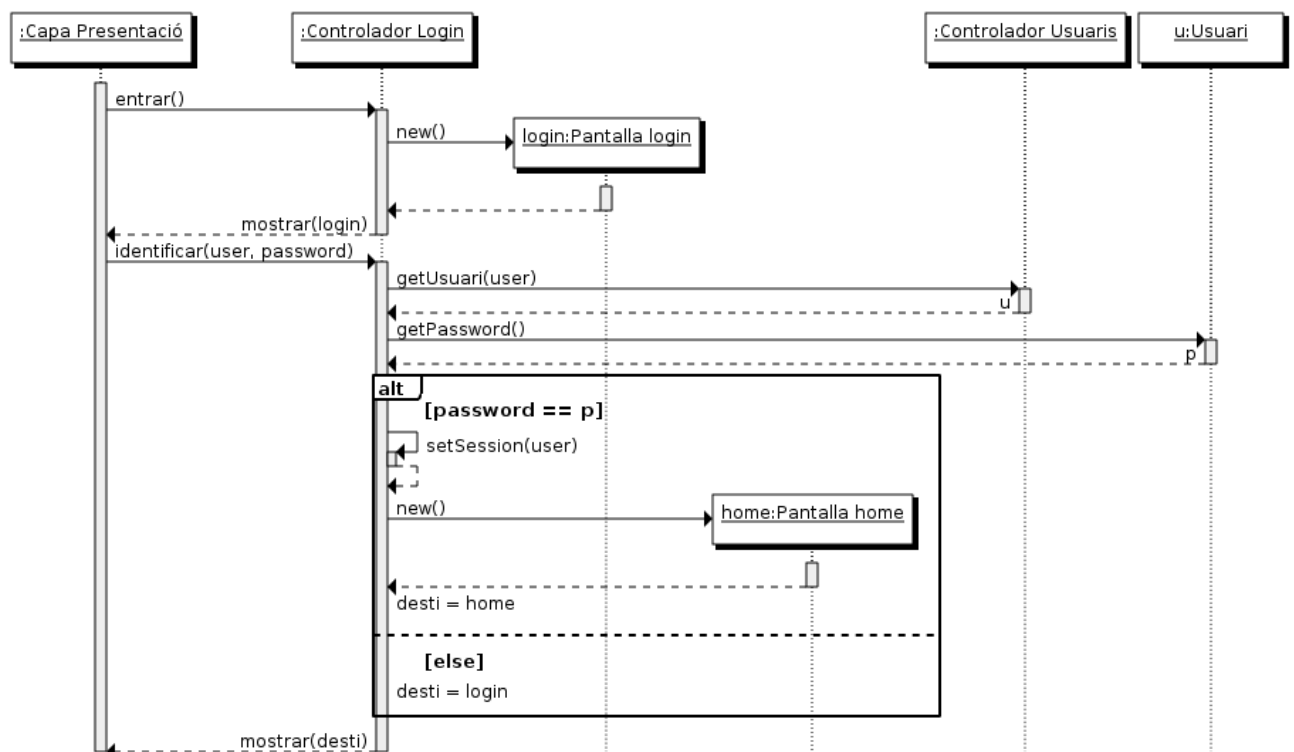 :Capa Presentació
:Controlador Login
:Controlador Usuaris
u:Usuari
entrar()
new()
login:Pantalla login
mostrar(login)
identificar(user, password)
getUsuari(user)
u
getPassword()
p
alt
[password == p]
setSession(user)
new()
home:Pantalla home
desti = home
[else]
desti = login
mostrar(desti)